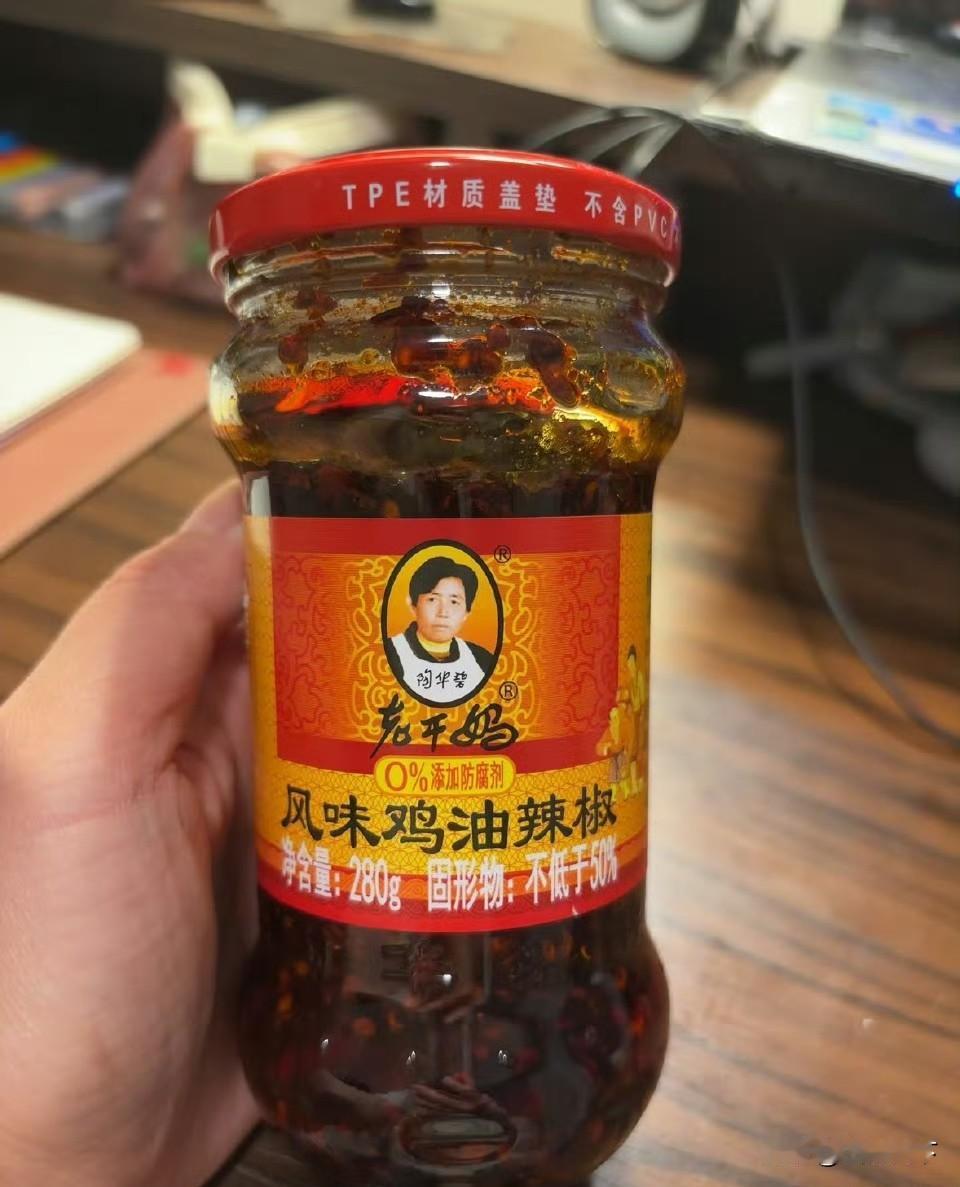 TPE材质盖垫 不含PVC
®
陶华碧
老干妈®
0%添加防腐剂
风味鸡油辣椒
净含量：280g 固形物：不低于50%